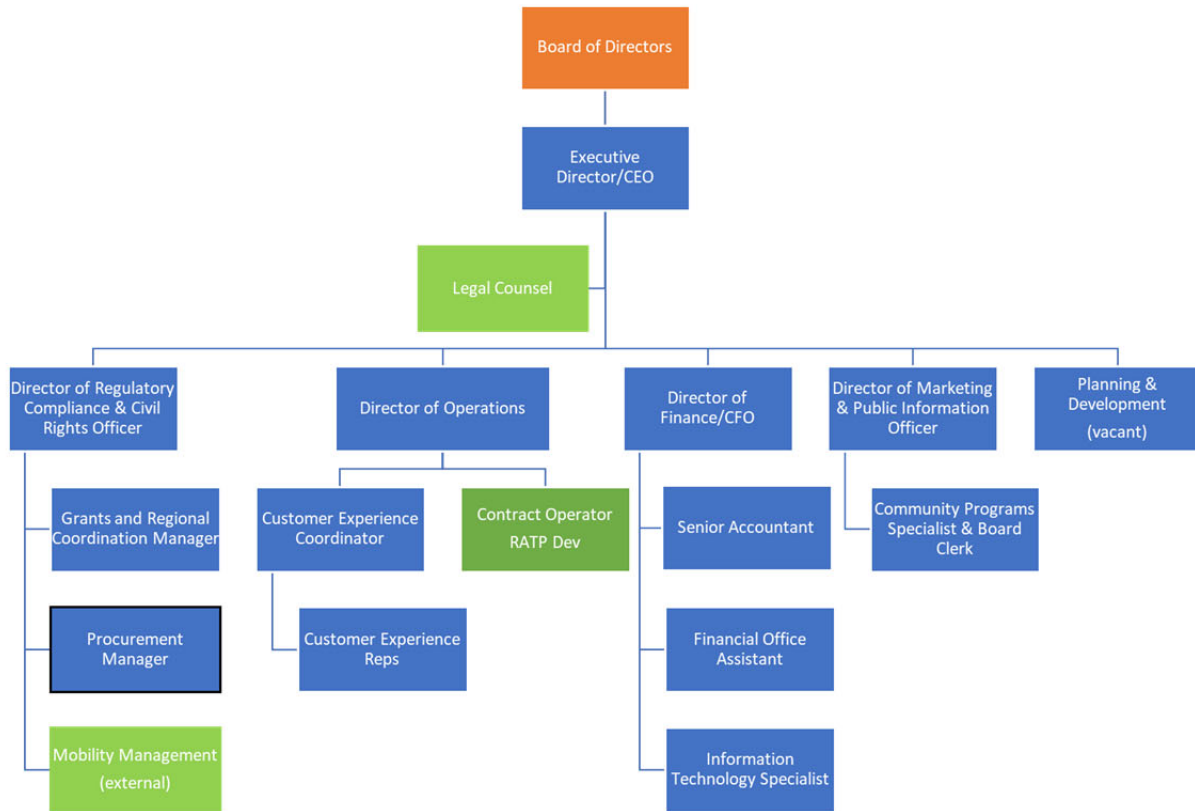 Board of Directors
Executive
Director/CEO
Legal Counsel
Director of Regulatory
Compliance & Civil
Rights Officer
Director of Operations
Director of
Finance/CFO
Director of Marketing
& Public Information
Officer
Planning &
Development
(vacant)
Grants and Regional
Coordination Manager
Customer Experience
Coordinator
Contract Operator
RATP Dev
Senior Accountant
Community Programs
Specialist & Board
Clerk
Procurement
Manager
Customer Experience
Reps
Financial Office
Assistant
Mobility Management
(external)
Information
Technology Specialist